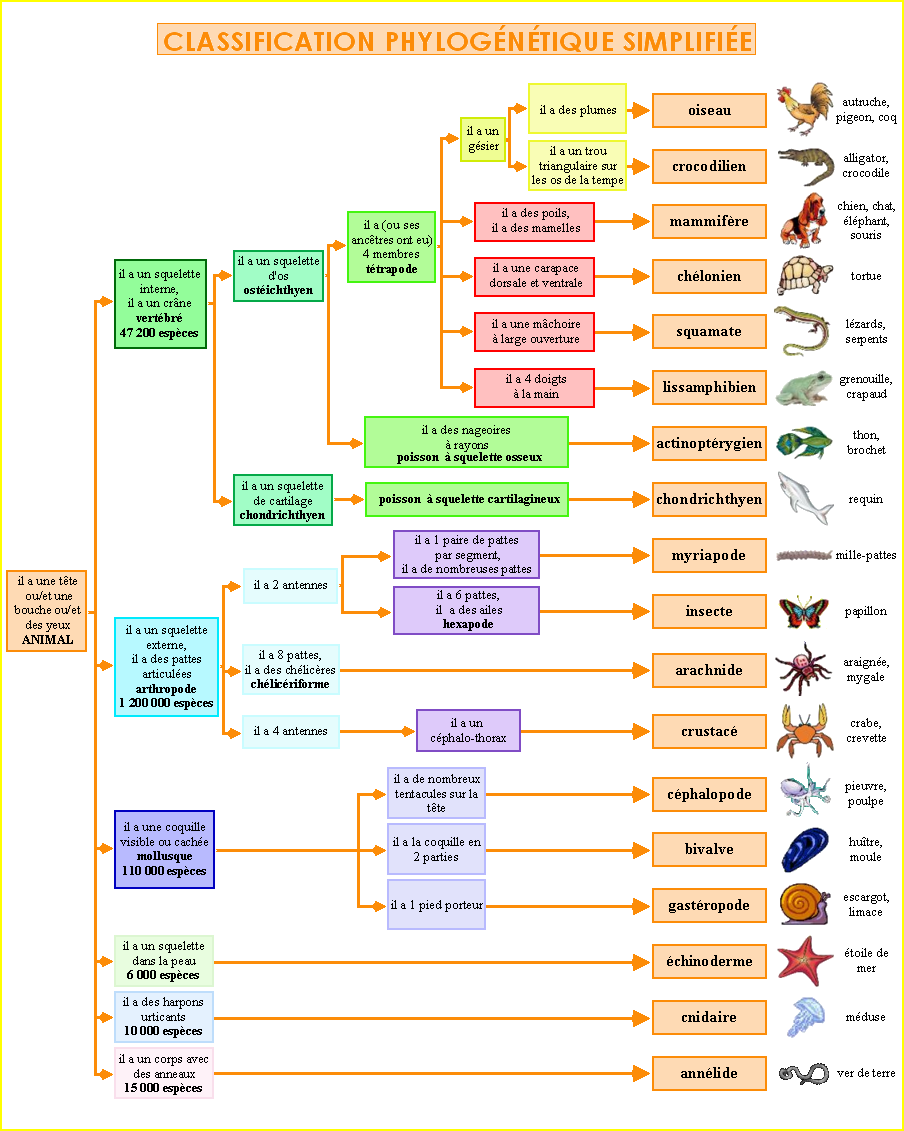 CLASSIFICATION PHYLOGÉNÉTIQUE SIMPLIFIÉE
il a une tête
ou/et une
bouche ou/et
des yeux
ANIMAL
il a un squelette
interne,
il a un crâne
vertébré
47 200 espèces
il a un squelette
d'os
ostéichthyen
il a (ou ses
ancêtres ont eu)
4 membres
tétrapode
il a un
gésier
il a des plumes
oiseau
autruche,
pigeon, coq
il a un trou
triangulaire sur
les os de la tempe
crocodilien
alligator,
crocodile
il a des poils,
il a des mamelles
mammifère
chien, chat,
éléphant,
souris
il a une carapace
dorsale et ventrale
chélonien
tortue
il a une mâchoire
à large ouverture
squamate
lézards,
serpents
il a 4 doigts
à la main
lissamphibien
grenouille,
crapaud
il a des nageoires
à rayons
poisson à squelette osseux
actinoptérygien
thon,
brochet
il a un squelette
de cartilage
chondrichthyen
poisson à squelette cartilagineux
chondrichthyen
requin
il a un squelette
externe,
il a des pattes
articulées
arthropode
1 200 000 espèces
il a 2 antennes
il a 1 paire de pattes
par segment,
il a de nombreuses pattes
myriapode
mille-pattes
il a 6 pattes,
il a des ailes
hexapode
insecte
papillon
il a 8 pattes,
il a des chélicères
chélicériforme
arachnide
araignée,
mygale
il a 4 antennes
il a un
céphalo-thorax
crustacé
crabe,
crevette
il a une coquille
visible ou cachée
mollusque
110 000 espèces
il a de nombreux
tentacules sur la
tête
céphalopode
pieuvre,
poulpe
il a la coquille en
2 parties
bivalve
huître,
moule
il a 1 pied porteur
gastéropode
escargot,
limace
il a un squelette
dans la peau
6 000 espèces
échinoderme
étoile de
mer
il a des harpons
urticants
10 000 espèces
cnidaire
méduse
il a un corps avec
des anneaux
15 000 espèces
annélide
ver de terre